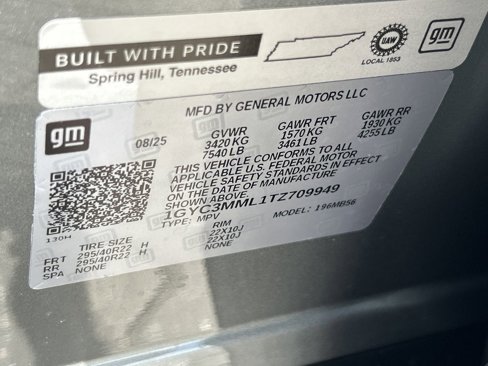 BUILT WITH PRIDE
Spring Hill, Tennessee
UAW
LOCAL 1853
gm
gm
MFD BY GENERAL MOTORS LLC
08/25 GVWR GAWR FRT GAWR RR
3420 KG 1570 KG 1930 KG
7540 LB 3461 LB 4255 LB
THIS VEHICLE CONFORMS TO ALL
APPLICABLE U.S. FEDERAL MOTOR
VEHICLE SAFETY STANDARDS IN EFFECT
ON THE DATE OF MANUFACTURE
SHOWN ABOVE.
1GYC3MML1TZ709949
TYPE: MPV MODEL: 196MB56
130H
TIRE SIZE RIM
FRT 295/40R22 H 22X10J
RR 295/40R22 H 22X10J
SPA NONE NONE